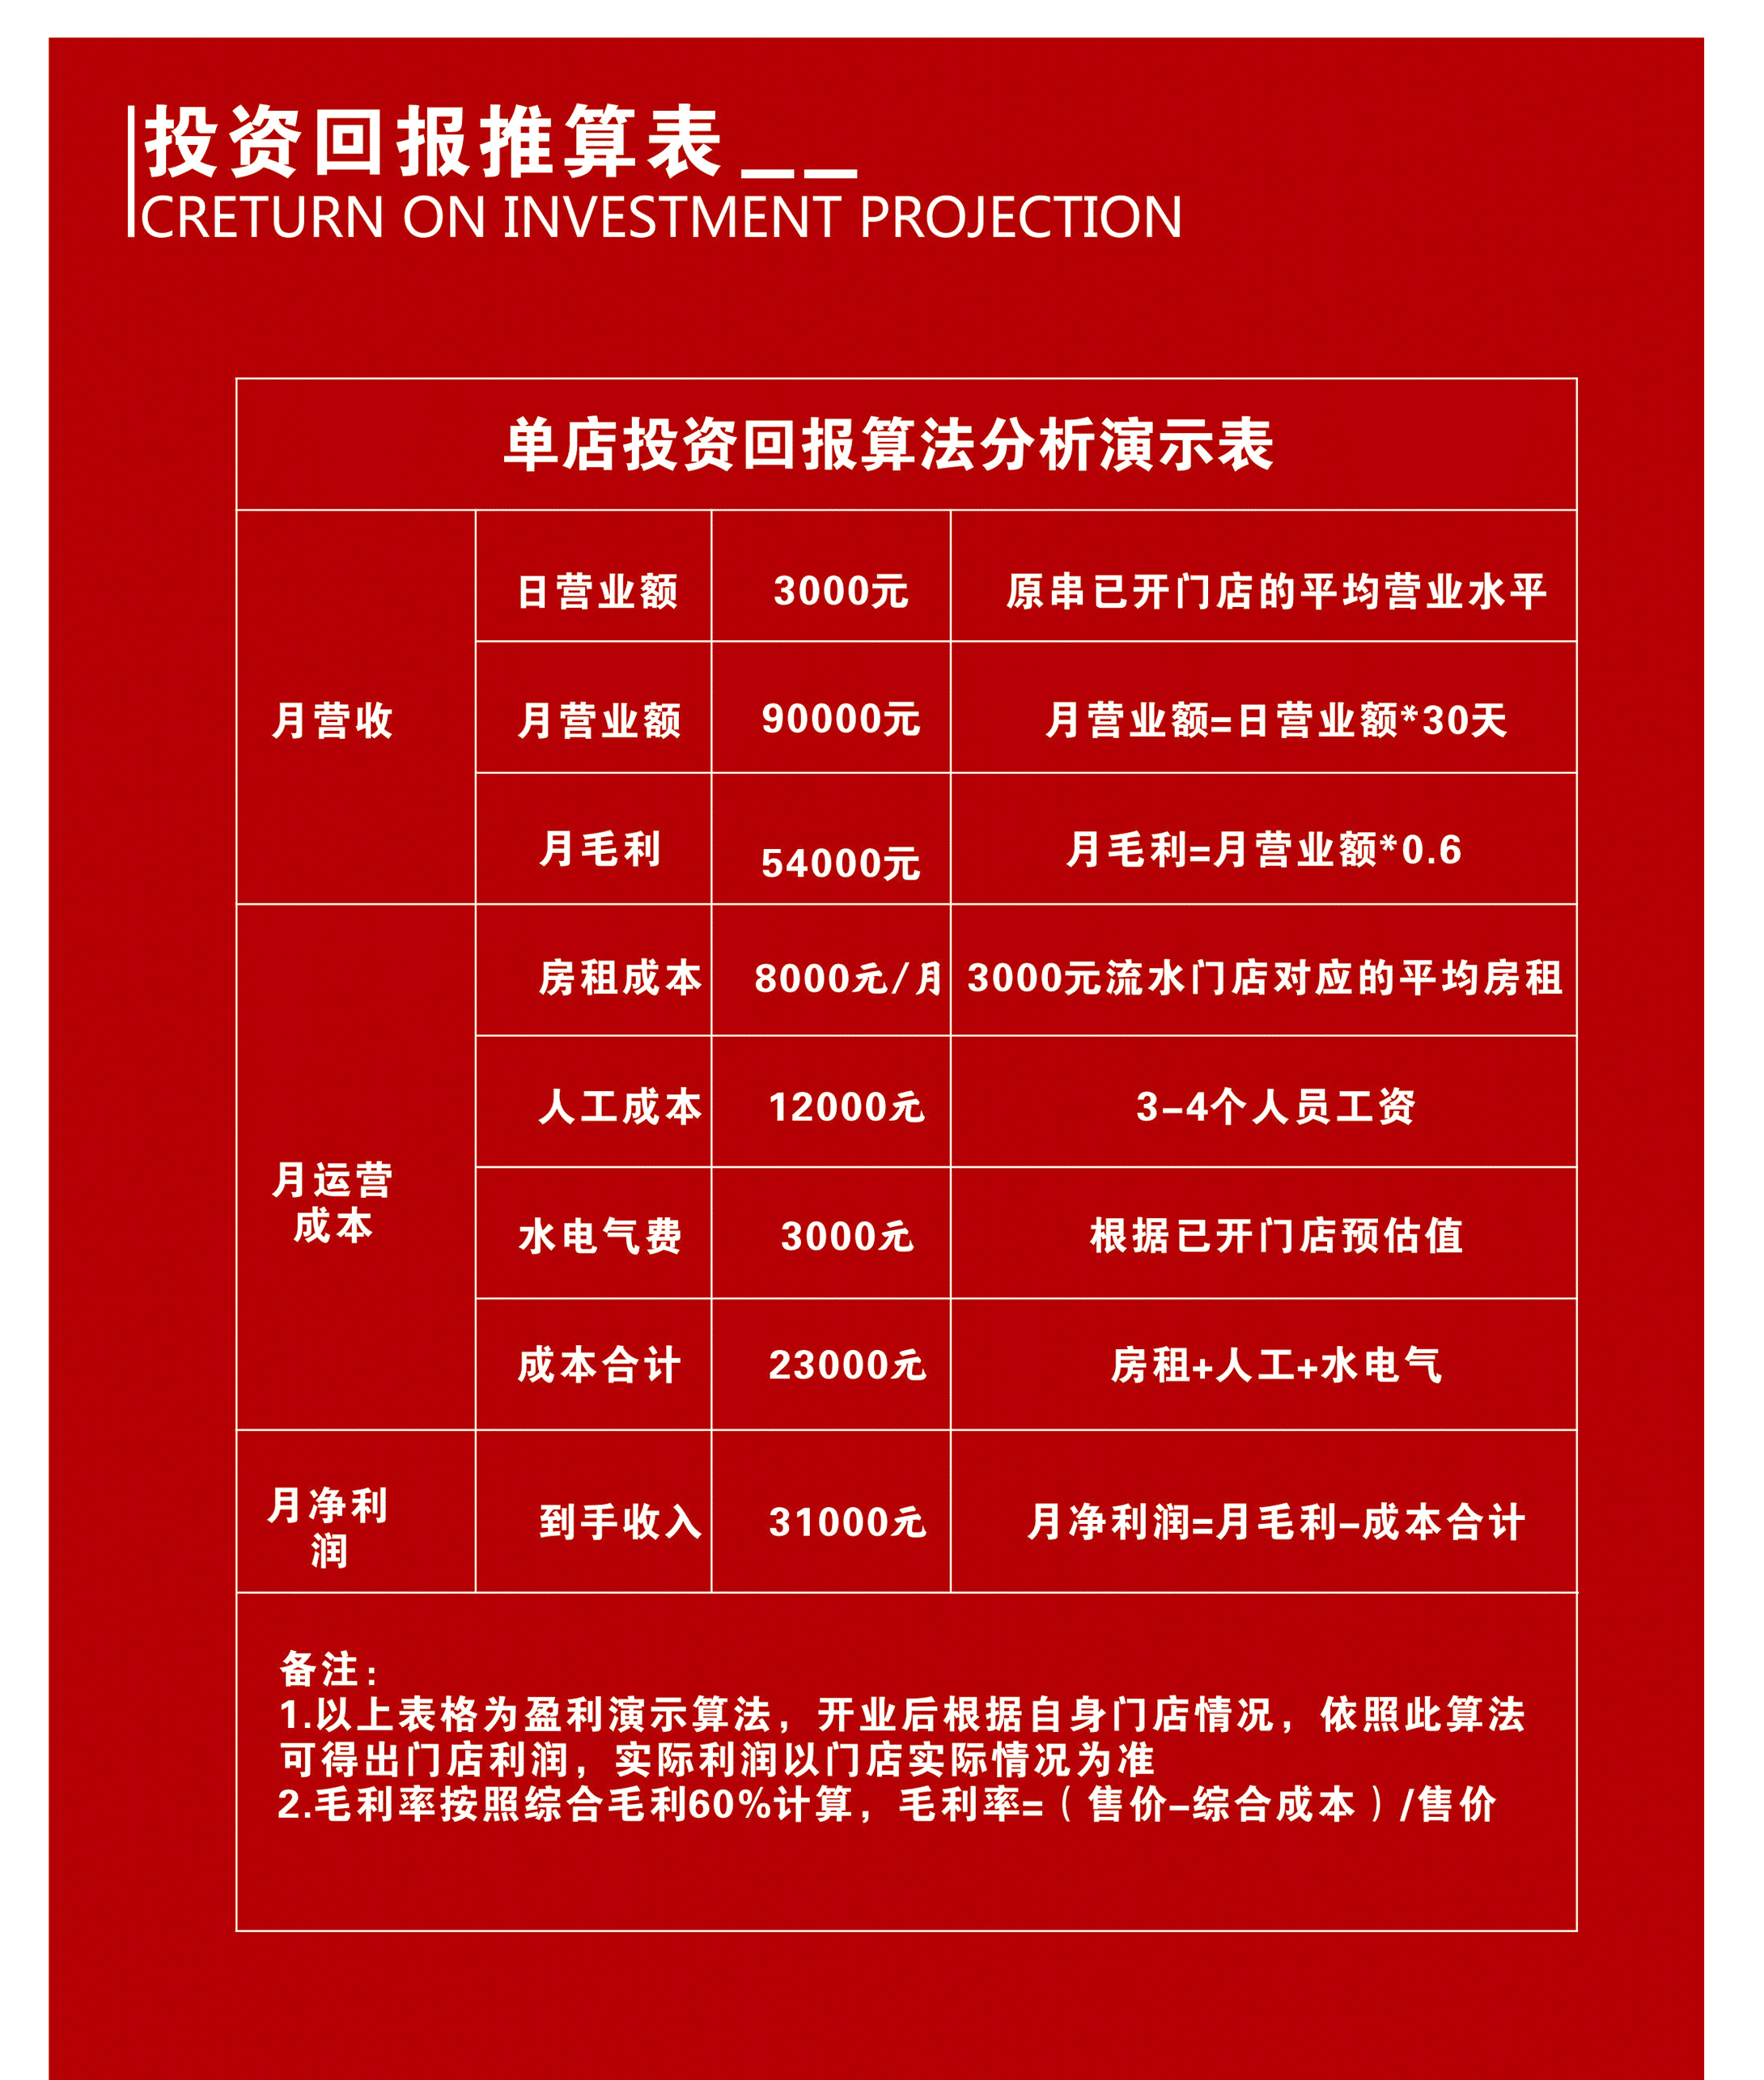 投资回报推算表__
CRETURN ON INVESTMENT PROJECTION
单店投资回报算法分析演示表
月营收
日营业额 3000元 原串已开门店的平均营业水平
月营业额 90000元 月营业额=日营业额*30天
月毛利 54000元 月毛利=月营业额*0.6
月运营
成本
房租成本 8000元/月 3000元流水门店对应的平均房租
人工成本 12000元 3-4个人员工资
水电气费 3000元 根据已开门店预估值
成本合计 23000元 房租+人工+水电气
月净利
润
到手收入 31000元 月净利润=月毛利-成本合计
备注:
1.以上表格为盈利演示算法，开业后根据自身门店情况，依照此算法
可得出门店利润，实际利润以门店实际情况为准
2.毛利率按照综合毛利60%计算，毛利率=（售价-综合成本）/售价